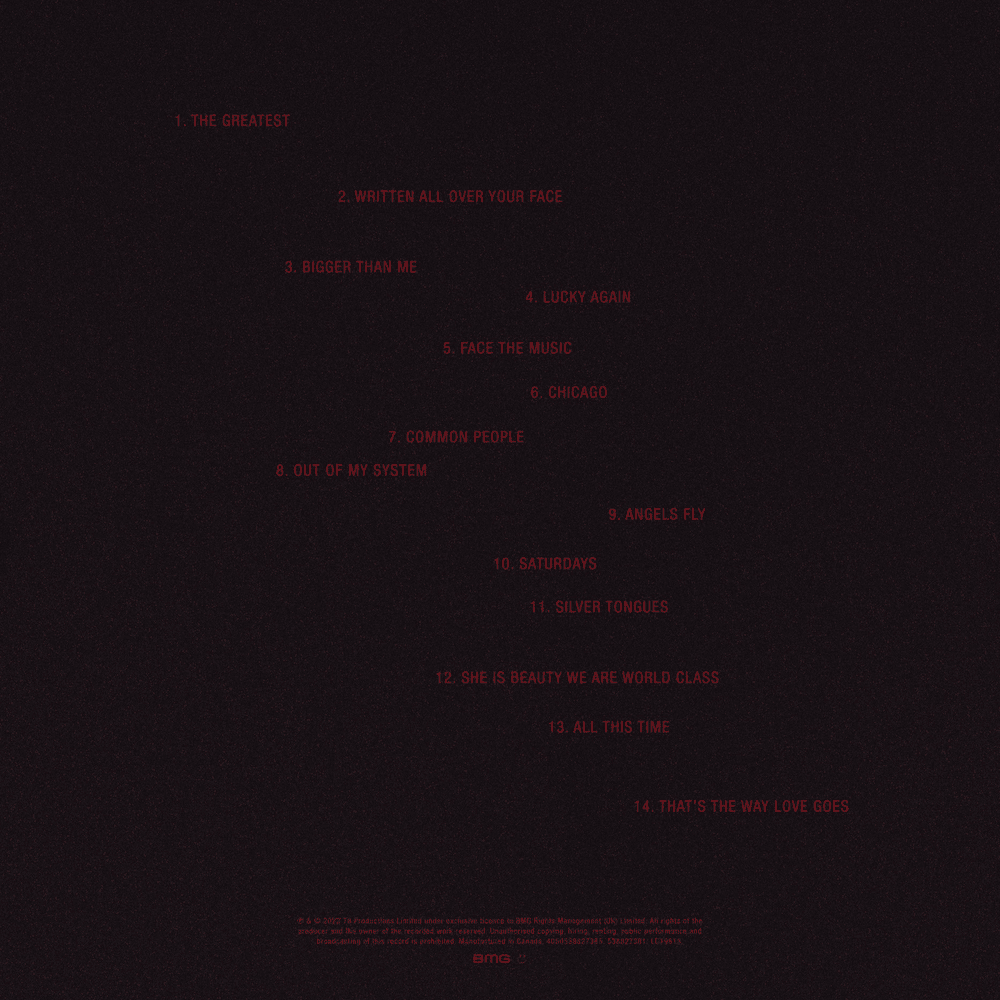 1. THE GREATEST
2. WRITTEN ALL OVER YOUR FACE
3. BIGGER THAN ME
4. LUCKY AGAIN
5. FACE THE MUSIC
6. CHICAGO
7. COMMON PEOPLE
8. OUT OF MY SYSTEM
9. ANGELS FLY
10. SATURDAYS
11. SILVER TONGUES
12. SHE IS BEAUTY WE ARE WORLD CLASS
13. ALL THIS TIME
14. THAT'S THE WAY LOVE GOES
℗ & © 2022 Productions Limited under exclusive licence to BMG Rights Management (UK) Limited. All rights of the
producer and the owner of the recorded work reserved. Unauthorised copying, hiring, renting, public performance and
broadcasting of this record is prohibited. Manufactured in Canada.
BMG